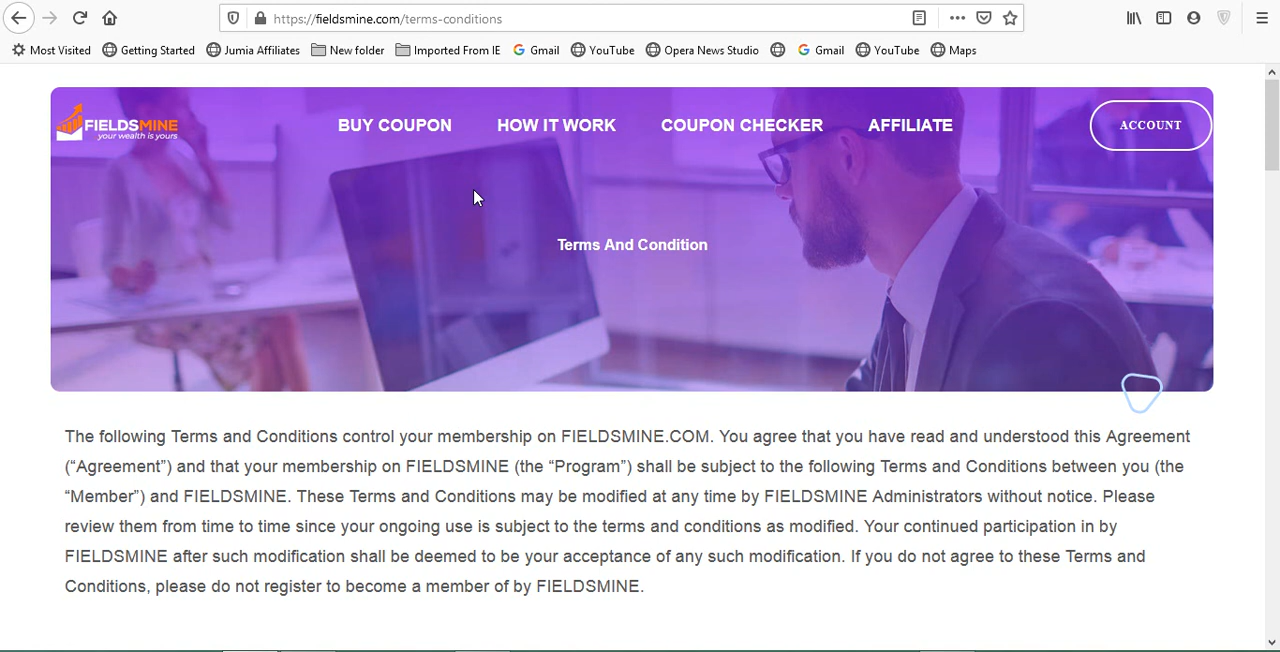 https://fieldsmine.com/terms-conditions
Most Visited Getting Started Jumia Affiliates New folder Imported From IE Gmail YouTube Opera News Studio Gmail YouTube Maps
FIELDSMINE
your wealth is yours
BUY COUPON HOW IT WORK COUPON CHECKER AFFILIATE ACCOUNT
Terms And Condition
The following Terms and Conditions control your membership on FIELDSMINE.COM. You agree that you have read and understood this Agreement
(“Agreement”) and that your membership on FIELDSMINE (the “Program”) shall be subject to the following Terms and Conditions between you (the
“Member”) and FIELDSMINE. These Terms and Conditions may be modified at any time by FIELDSMINE Administrators without notice. Please
review them from time to time since your ongoing use is subject to the terms and conditions as modified. Your continued participation in by
FIELDSMINE after such modification shall be deemed to be your acceptance of any such modification. If you do not agree to these Terms and
Conditions, please do not register to become a member of by FIELDSMINE.